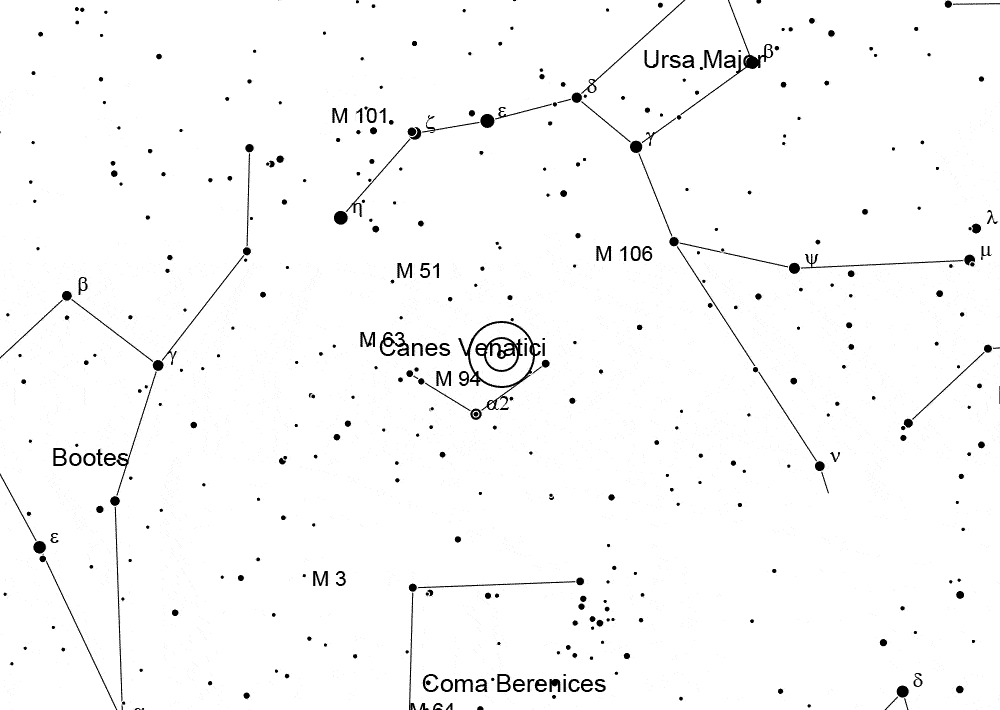 Ursa Major β
δ
M 101 ζ ε
γ
η
λ
M 106 ψ μ
M 51
β
M 63 Canes Venatici
γ
M 94
α2
Bootes
ν
ε
M 3
Coma Berenices
δ
M 64
α